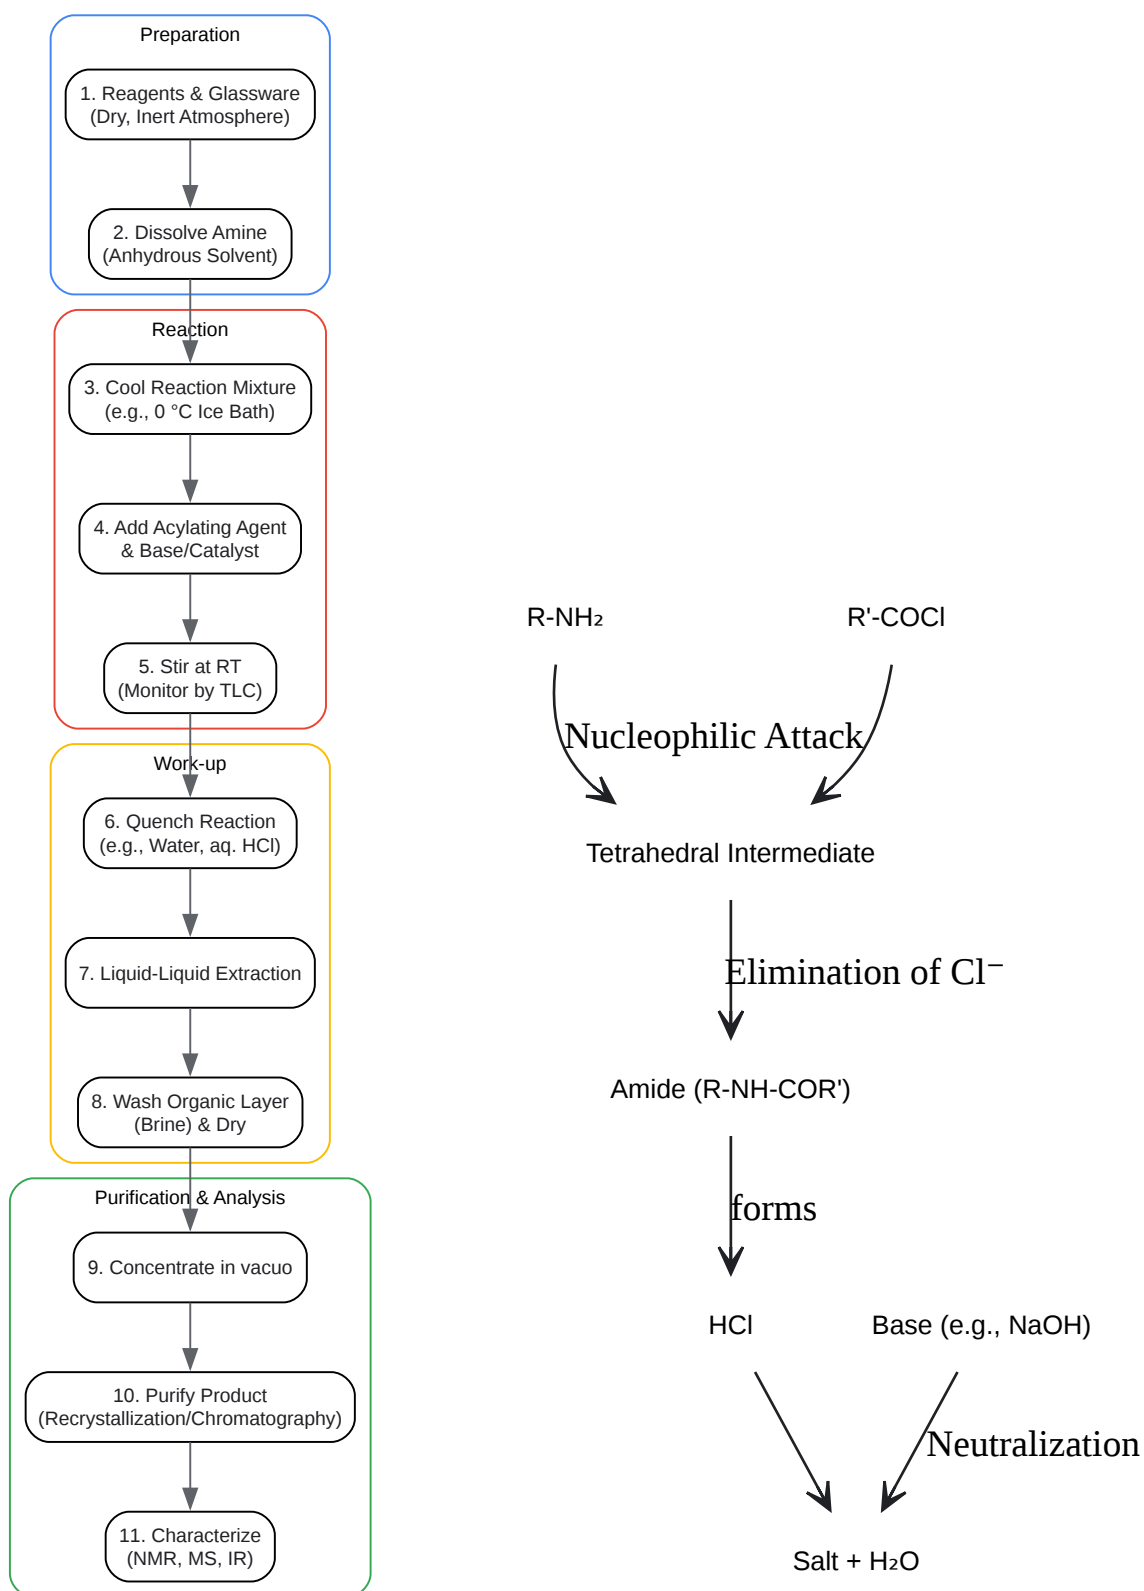 Preparation
1. Reagents & Glassware
(Dry, Inert Atmosphere)
2. Dissolve Amine
(Anhydrous Solvent)
Reaction
3. Cool Reaction Mixture
(e.g., 0 °C Ice Bath)
4. Add Acylating Agent
& Base/Catalyst
5. Stir at RT
(Monitor by TLC)
Work-up
6. Quench Reaction
(e.g., Water, aq. HCl)
7. Liquid-Liquid Extraction
8. Wash Organic Layer
(Brine) & Dry
Purification & Analysis
9. Concentrate in vacuo
10. Purify Product
(Recrystallization/Chromatography)
11. Characterize
(NMR, MS, IR)
R-NH₂
R'-COCl
Nucleophilic Attack
Tetrahedral Intermediate
Elimination of Cl⁻
Amide (R-NH-COR')
forms
HCl
Base (e.g., NaOH)
Neutralization
Salt + H₂O